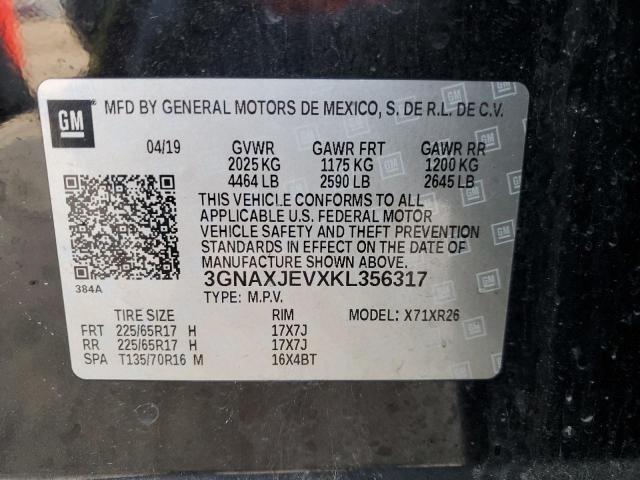 GM
MFD BY GENERAL MOTORS DE MEXICO, S. DE R.L. DE C.V.
04/19 GVWR GAWR FRT GAWR RR
2025 KG 1175 KG 1200 KG
4464 LB 2590 LB 2645 LB
THIS VEHICLE CONFORMS TO ALL
APPLICABLE U.S. FEDERAL MOTOR
VEHICLE SAFETY AND THEFT PREVENTION
STANDARDS IN EFFECT ON THE DATE OF
MANUFACTURE SHOWN ABOVE.
384A
3GNAXJEVXKL356317
TYPE: M.P.V.
TIRE SIZE RIM MODEL: X71XR26
FRT 225/65R17 H 17X7J
RR 225/65R17 H 17X7J
SPA T135/70R16 M 16X4BT